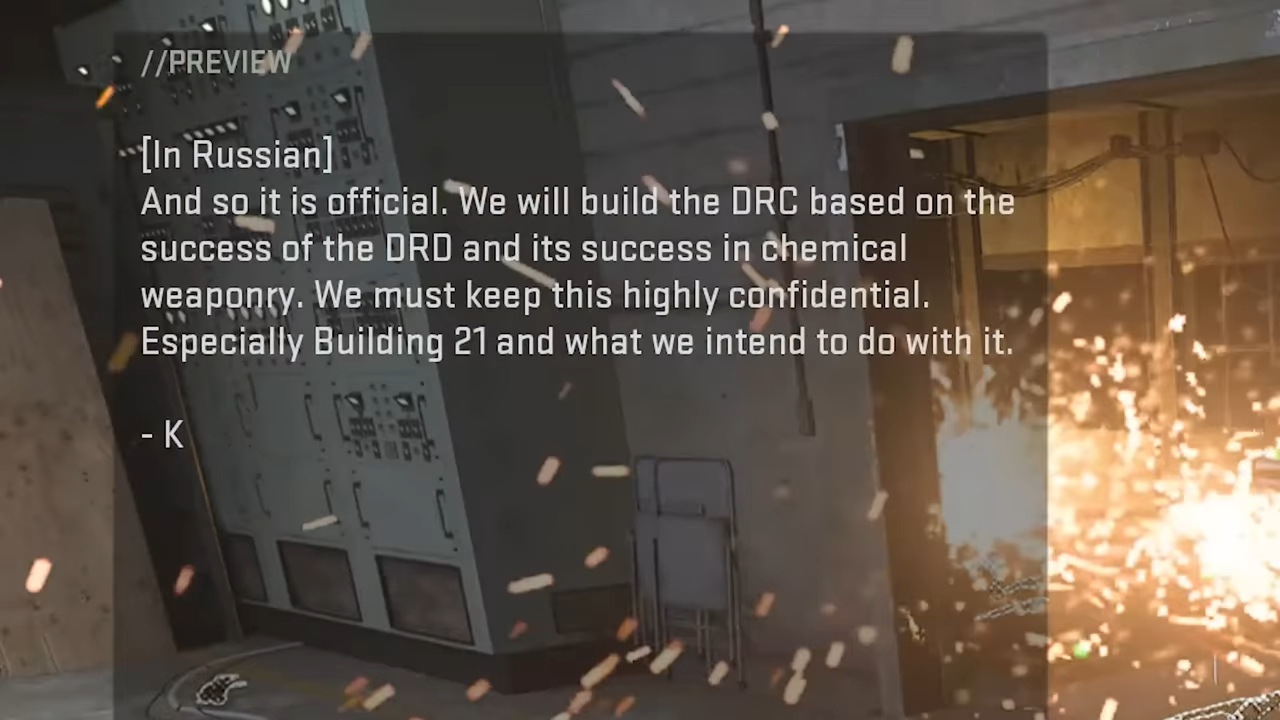 //PREVIEW
[In Russian]
And so it is official. We will build the DRC based on the
success of the DRD and its success in chemical
weaponry. We must keep this highly confidential.
Especially Building 21 and what we intend to do with it.
- K